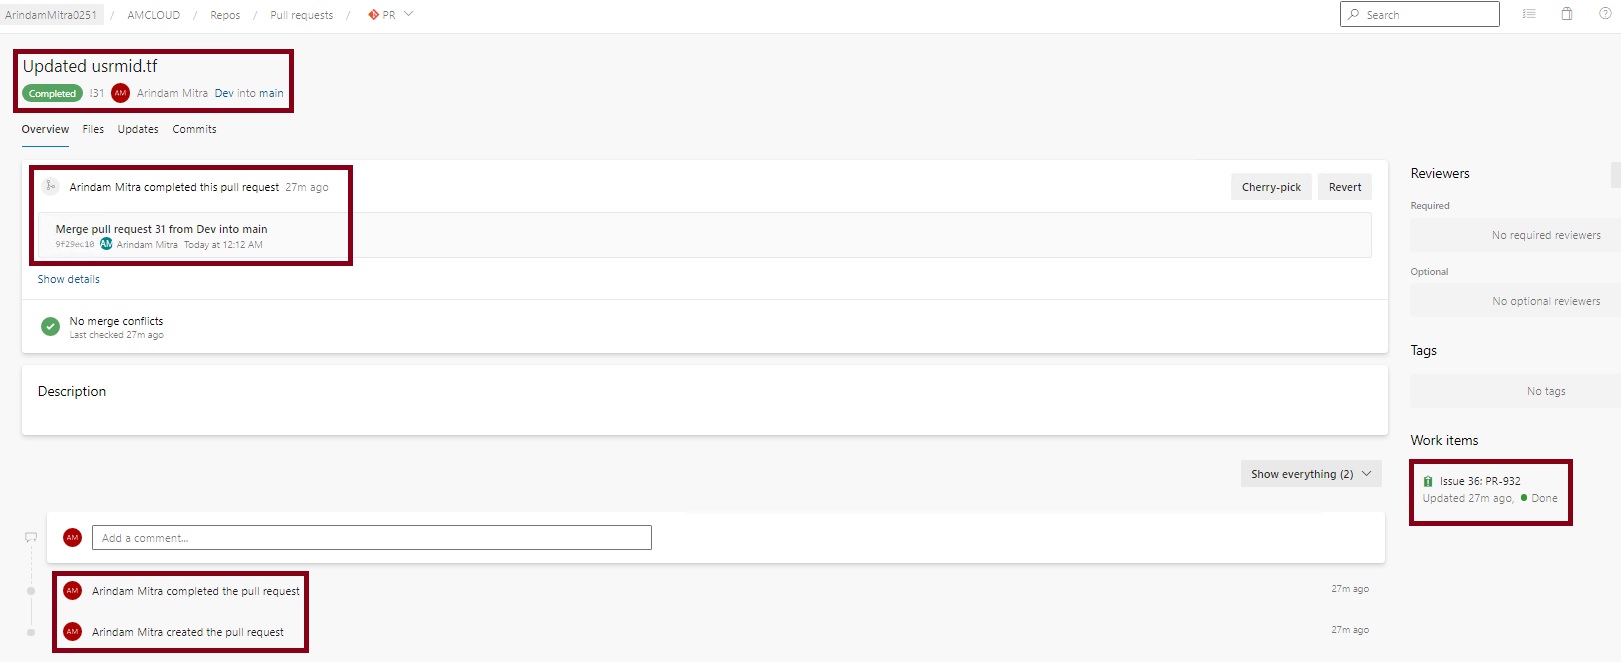 ArindamMitra0251 / AMCLOUD / Repos / Pull requests / PR
Search
Updated usrmid.tf
Completed !31 AM Arindam Mitra Dev into main
Overview Files Updates Commits
Arindam Mitra completed this pull request 27m ago
Cherry-pick Revert
Merge pull request 31 from Dev into main
9f29ec10 AM Arindam Mitra Today at 12:12 AM
Show details
No merge conflicts
Last checked 27m ago
Description
Show everything (2)
AM Add a comment...
AM Arindam Mitra completed the pull request 27m ago
AM Arindam Mitra created the pull request 27m ago
Reviewers
Required
No required reviewers
Optional
No optional reviewers
Tags
No tags
Work items
Issue 36: PR-932
Updated 27m ago, Done